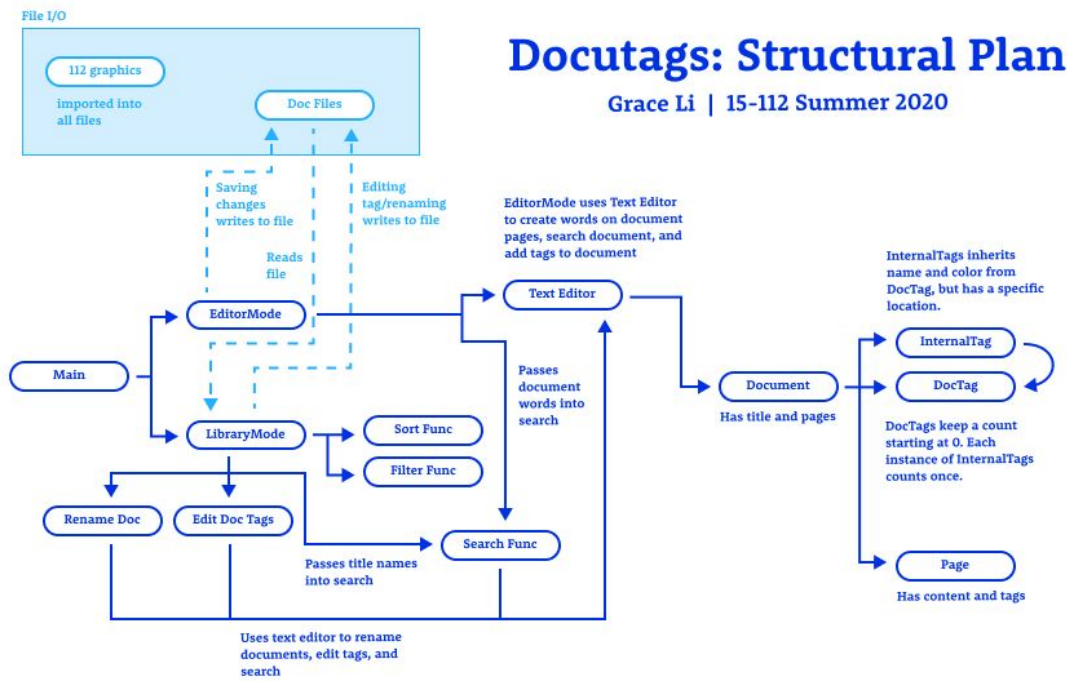 File I/O
112 graphics
imported into
all files
Doc Files
Docutags: Structural Plan
Grace Li | 15-112 Summer 2020
Saving
changes
writes to file
Reads
file
Editing
tag/renaming
writes to file
EditorMode uses Text Editor
to create words on document
pages, search document, and
add tags to document
Text Editor
InternalTags inherits
name and color from
DocTag, but has a specific
location.
EditorMode
InternalTag
Main
Passes
document
words into
search
Document
Has title and pages
DocTag
DocTags keep a count
starting at 0. Each
instance of InternalTags
counts once.
LibraryMode
Sort Func
Filter Func
Rename Doc
Edit Doc Tags
Search Func
Passes title names
into search
Page
Has content and tags
Uses text editor to rename
documents, edit tags, and
search